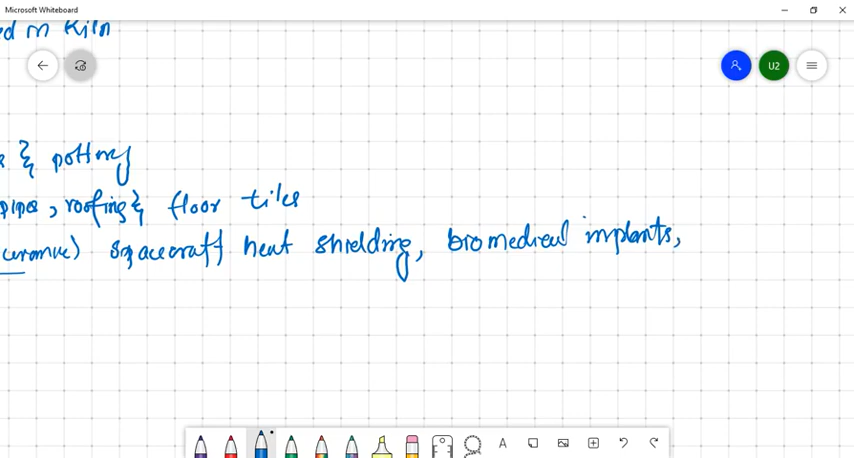 Microsoft Whiteboard
ed in kiln
U2
& pottery
pipe, roofing & floor tiles
ceramic) spacecraft heat shielding, biomedical implants,
A